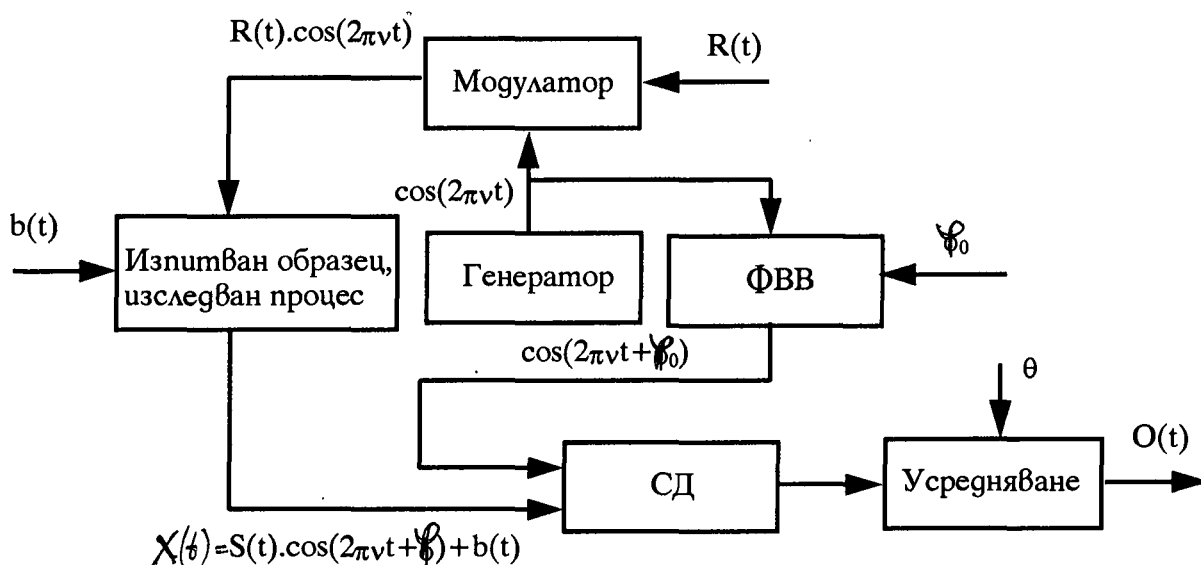 R(t).cos(2πνt)
R(t)
Модулатор
cos(2πνt)
b(t)
Изпитван образец,
изследван процес
Генератор
ФВВ
φ₀
cos(2πνt+φ₀)
θ
O(t)
СД
Усредняване
X(t)=S(t).cos(2πνt+φ)+b(t)